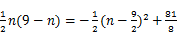 ½n(9 − n) = −½(n − 9/2)² + 81/8